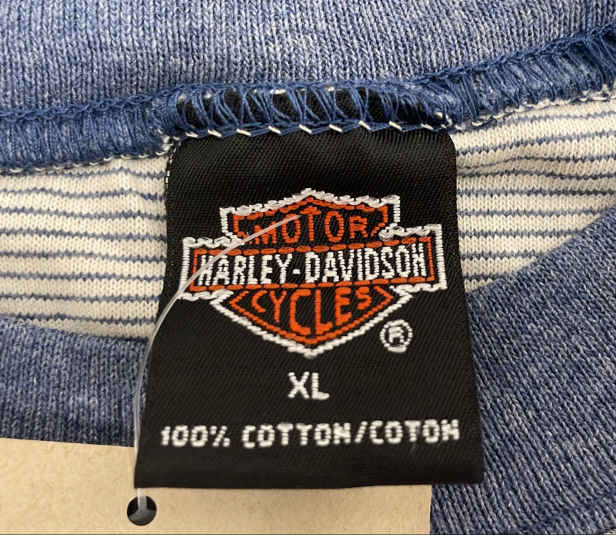 MOTOR
HARLEY-DAVIDSON
CYCLES
®
XL
100% COTTON/COTON